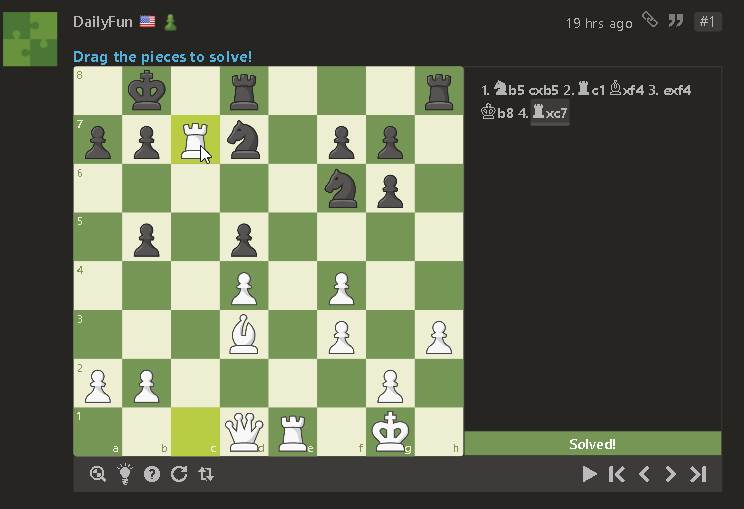 DailyFun
19 hrs ago
#1
Drag the pieces to solve!
8
7
6
5
4
3
2
1
a b c d e f g h
1. ♞b5 cxb5 2. ♜c1 ♗xf4 3. exf4
♔b8 4. ♜xc7
Solved!